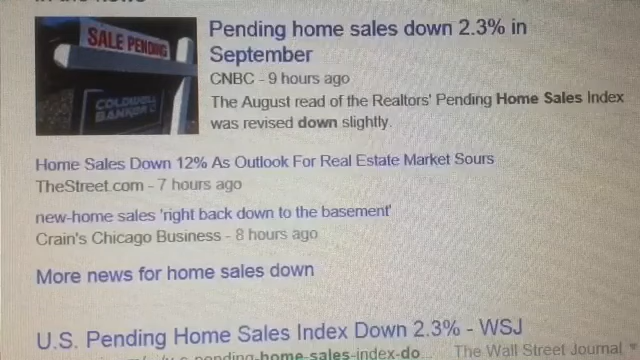 SALE PENDING
COLDWELL
BANKER
Pending home sales down 2.3% in
September
CNBC - 9 hours ago
The August read of the Realtors' Pending Home Sales Index
was revised down slightly.
Home Sales Down 12% As Outlook For Real Estate Market Sours
TheStreet.com - 7 hours ago
new-home sales 'right back down to the basement'
Crain's Chicago Business - 8 hours ago
More news for home sales down
U.S. Pending Home Sales Index Down 2.3% - WSJ
pending-home-sales-index-do... The Wall Street Journal